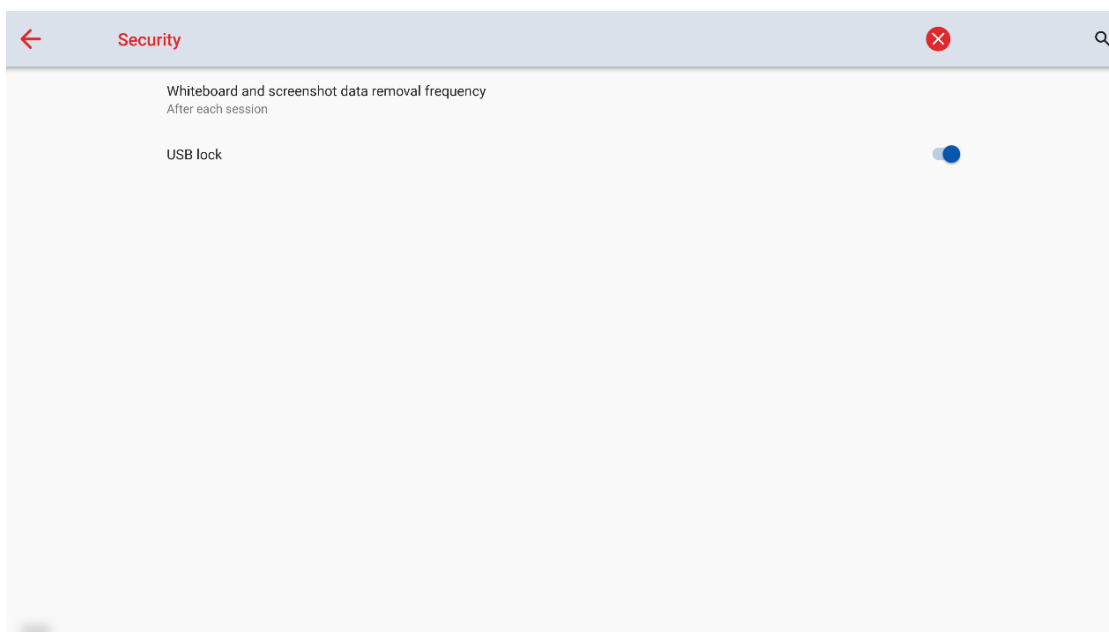 Security
Whiteboard and screenshot data removal frequency
After each session
USB lock